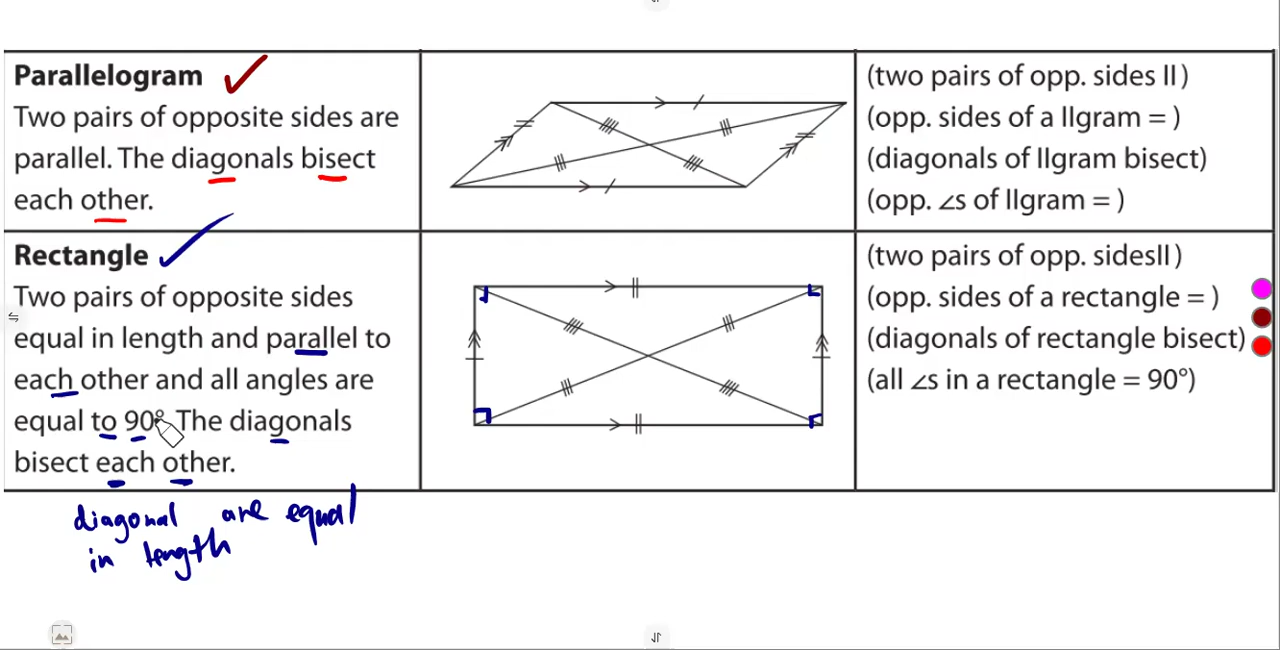 Parallelogram
Two pairs of opposite sides are
parallel. The diagonals bisect
each other.
(two pairs of opp. sides ll)
(opp. sides of a llgram = )
(diagonals of llgram bisect)
(opp. ∠s of llgram = )
Rectangle
Two pairs of opposite sides
equal in length and parallel to
each other and all angles are
equal to 90° The diagonals
bisect each other.
(two pairs of opp. sidesll)
(opp. sides of a rectangle = )
(diagonals of rectangle bisect)
(all ∠s in a rectangle = 90°)
diagonal are equal
in length